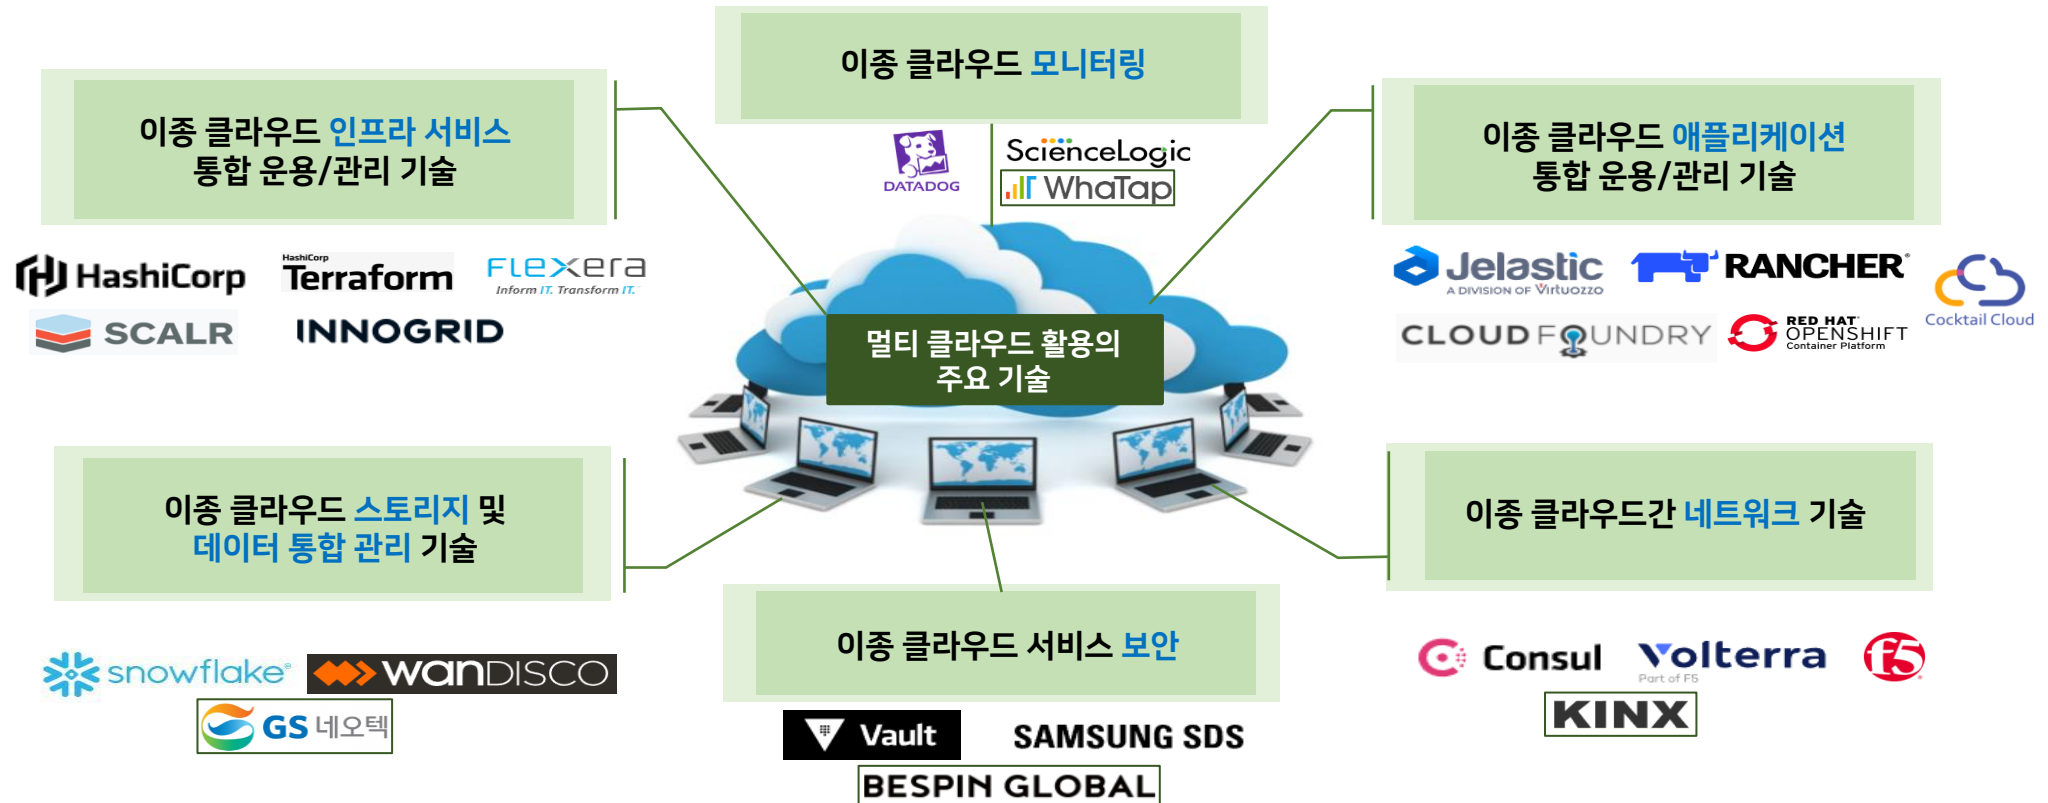 이종 클라우드 모니터링
DATADOG
ScienceLogic
WhaTap
이종 클라우드 인프라 서비스
통합 운용/관리 기술
HashiCorp
HashiCorp
Terraform
FLEXERA
Inform IT. Transform IT.
SCALR
INNOGRID
이종 클라우드 애플리케이션
통합 운용/관리 기술
Jelastic
A DIVISION OF Virtuozzo
RANCHER®
Cocktail Cloud
CLOUD FOUNDRY
RED HAT®
OPENSHIFT
Container Platform
멀티 클라우드 활용의
주요 기술
이종 클라우드 스토리지 및
데이터 통합 관리 기술
snowflake®
WANDISCO
GS 네오텍
이종 클라우드 서비스 보안
Vault
SAMSUNG SDS
BESPIN GLOBAL
이종 클라우드간 네트워크 기술
Consul
Volterra
Part of F5
f5
KINX